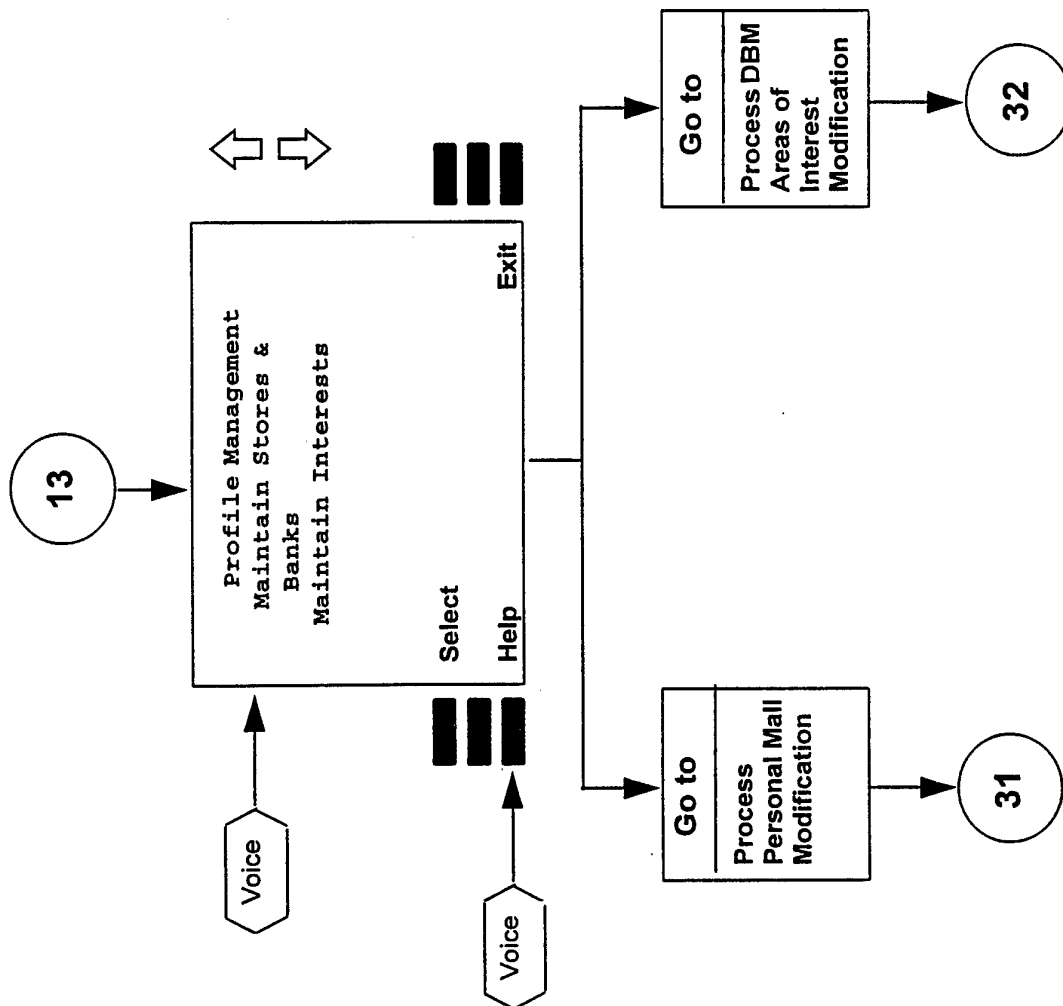 13
Voice
Profile Management
Maintain Stores &
Banks
Maintain Interests
Select
Help
Exit
Voice
Go to
Process
Personal Mall
Modification
31
Go to
Process DBM
Areas of
Interest
Modification
32